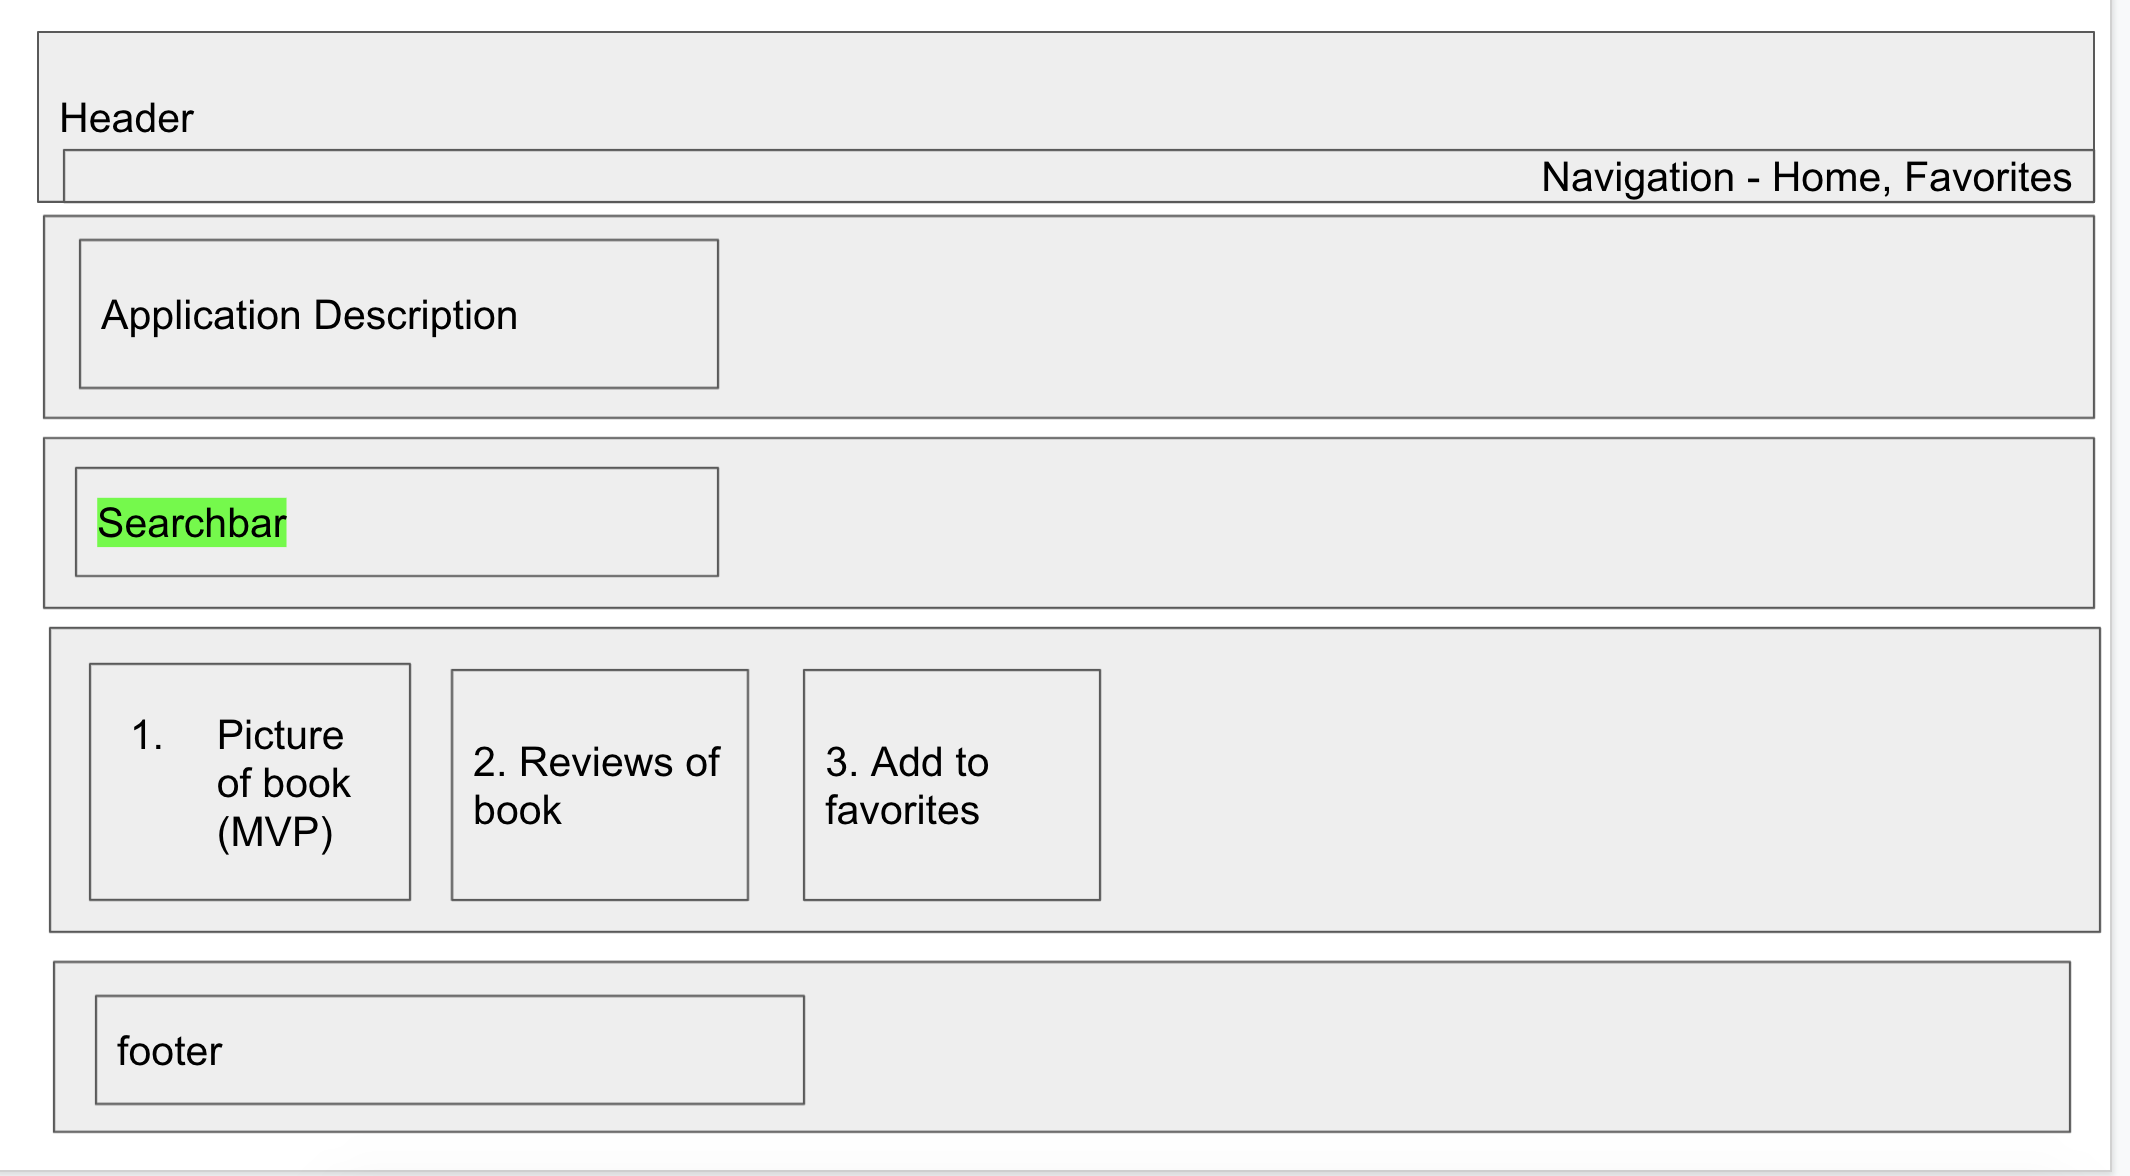 Header
Navigation - Home, Favorites
Application Description
Searchbar
1. Picture
of book
(MVP)
2. Reviews of
book
3. Add to
favorites
footer